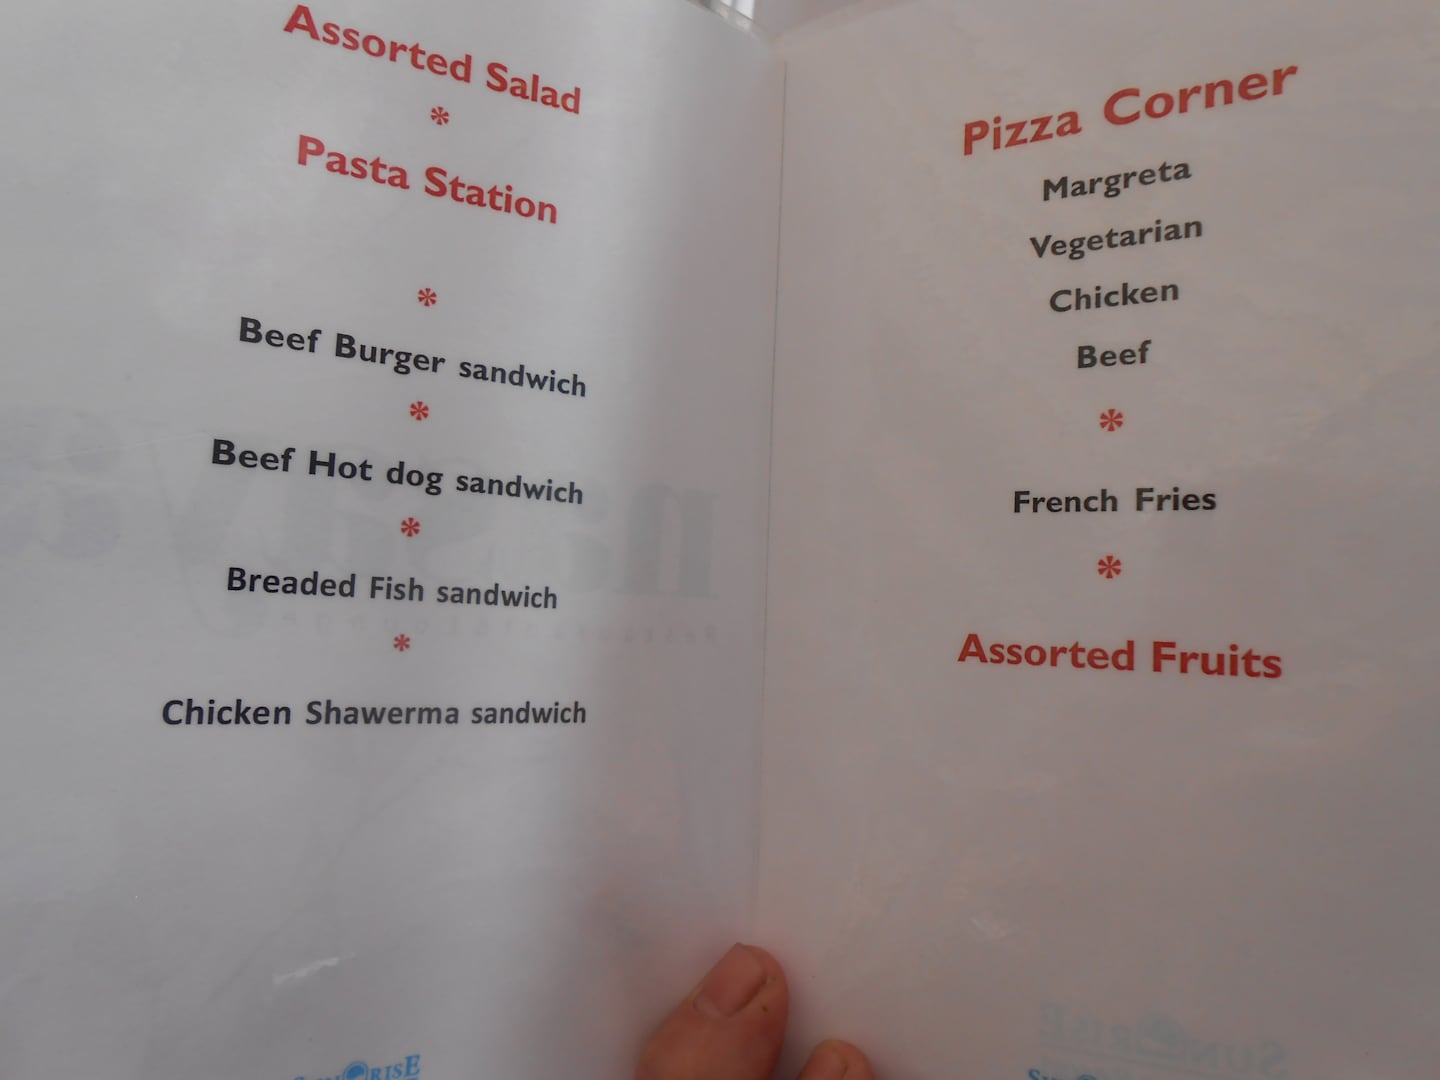 Assorted Salad
*
Pasta Station
*
Beef Burger sandwich
*
Beef Hot dog sandwich
*
Breaded Fish sandwich
*
Chicken Shawerma sandwich
SUNRISE
Pizza Corner
Margreta
Vegetarian
Chicken
Beef
*
French Fries
*
Assorted Fruits